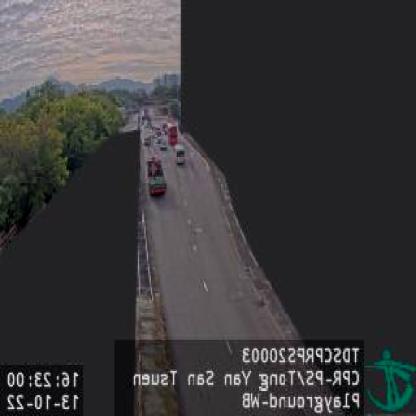 TDSCPRPS20003
CPR-PS/Tong Yan San Tsuen
Playground-WB
16:23:00
13-10-22